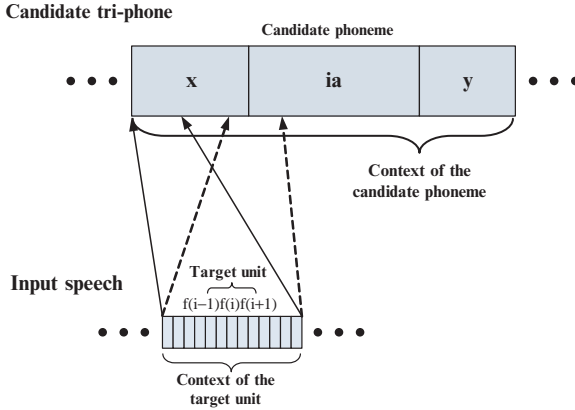 Candidate tri-phone
Candidate phoneme
x ia y
Context of the
candidate phoneme
Input speech
Target unit
f(i−1)f(i)f(i+1)
Context of the
target unit